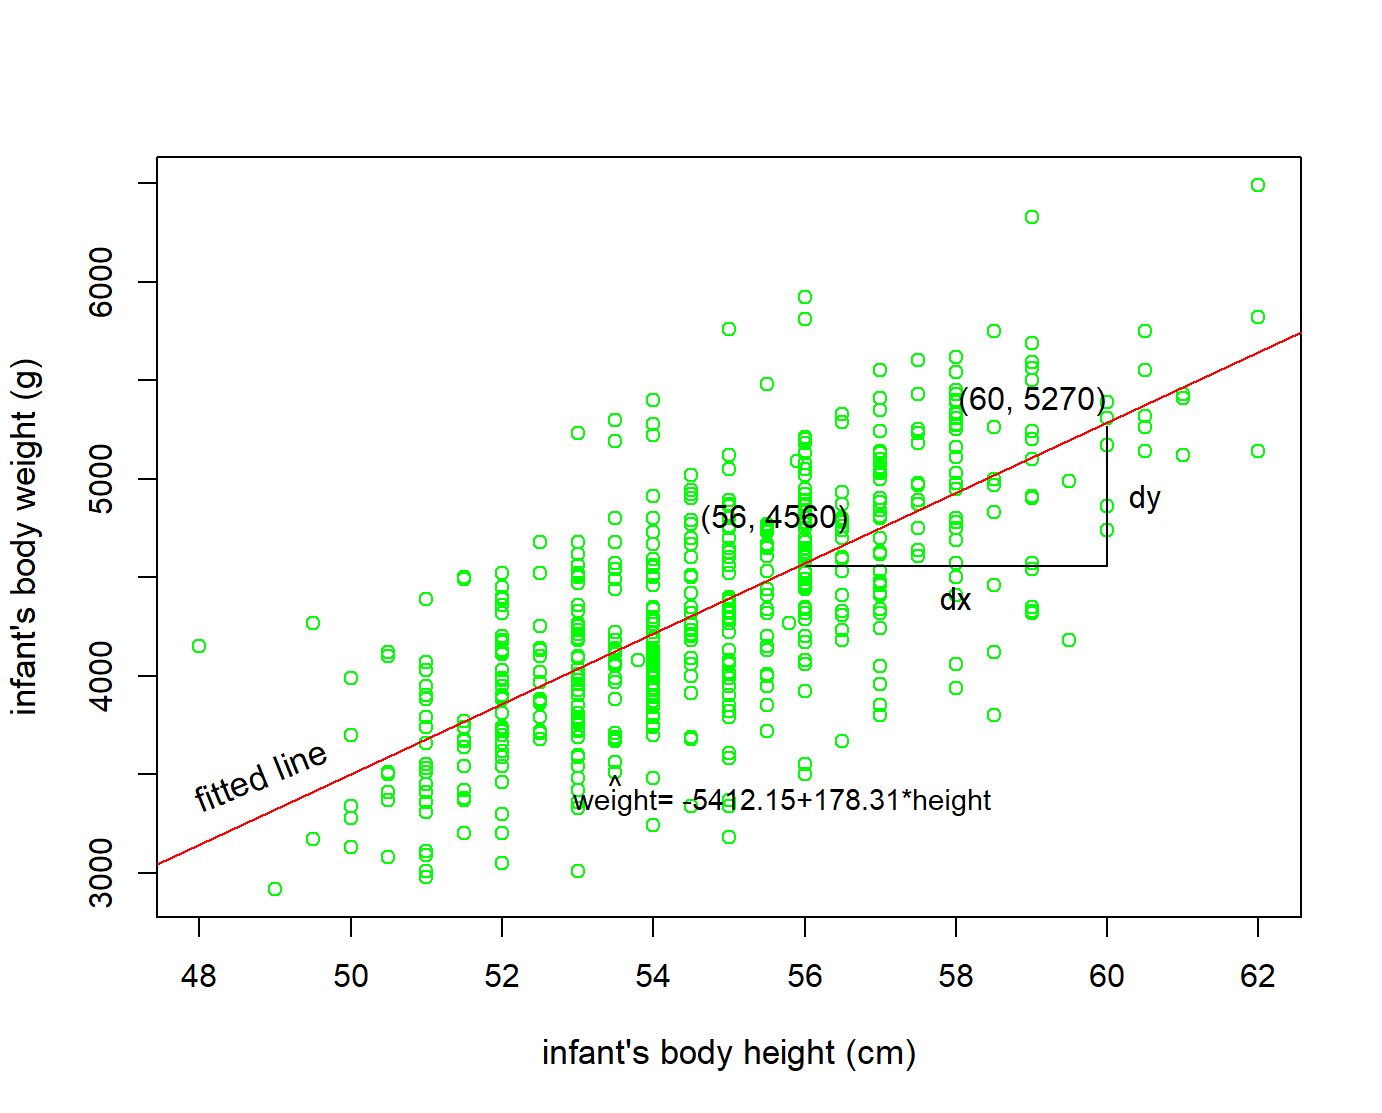 6000
5000
4000
3000
infant's body weight (g)
(60, 5270)
dy
(56, 4560)
dx
fitted line
^
weight= -5412.15+178.31*height
48 50 52 54 56 58 60 62
infant's body height (cm)